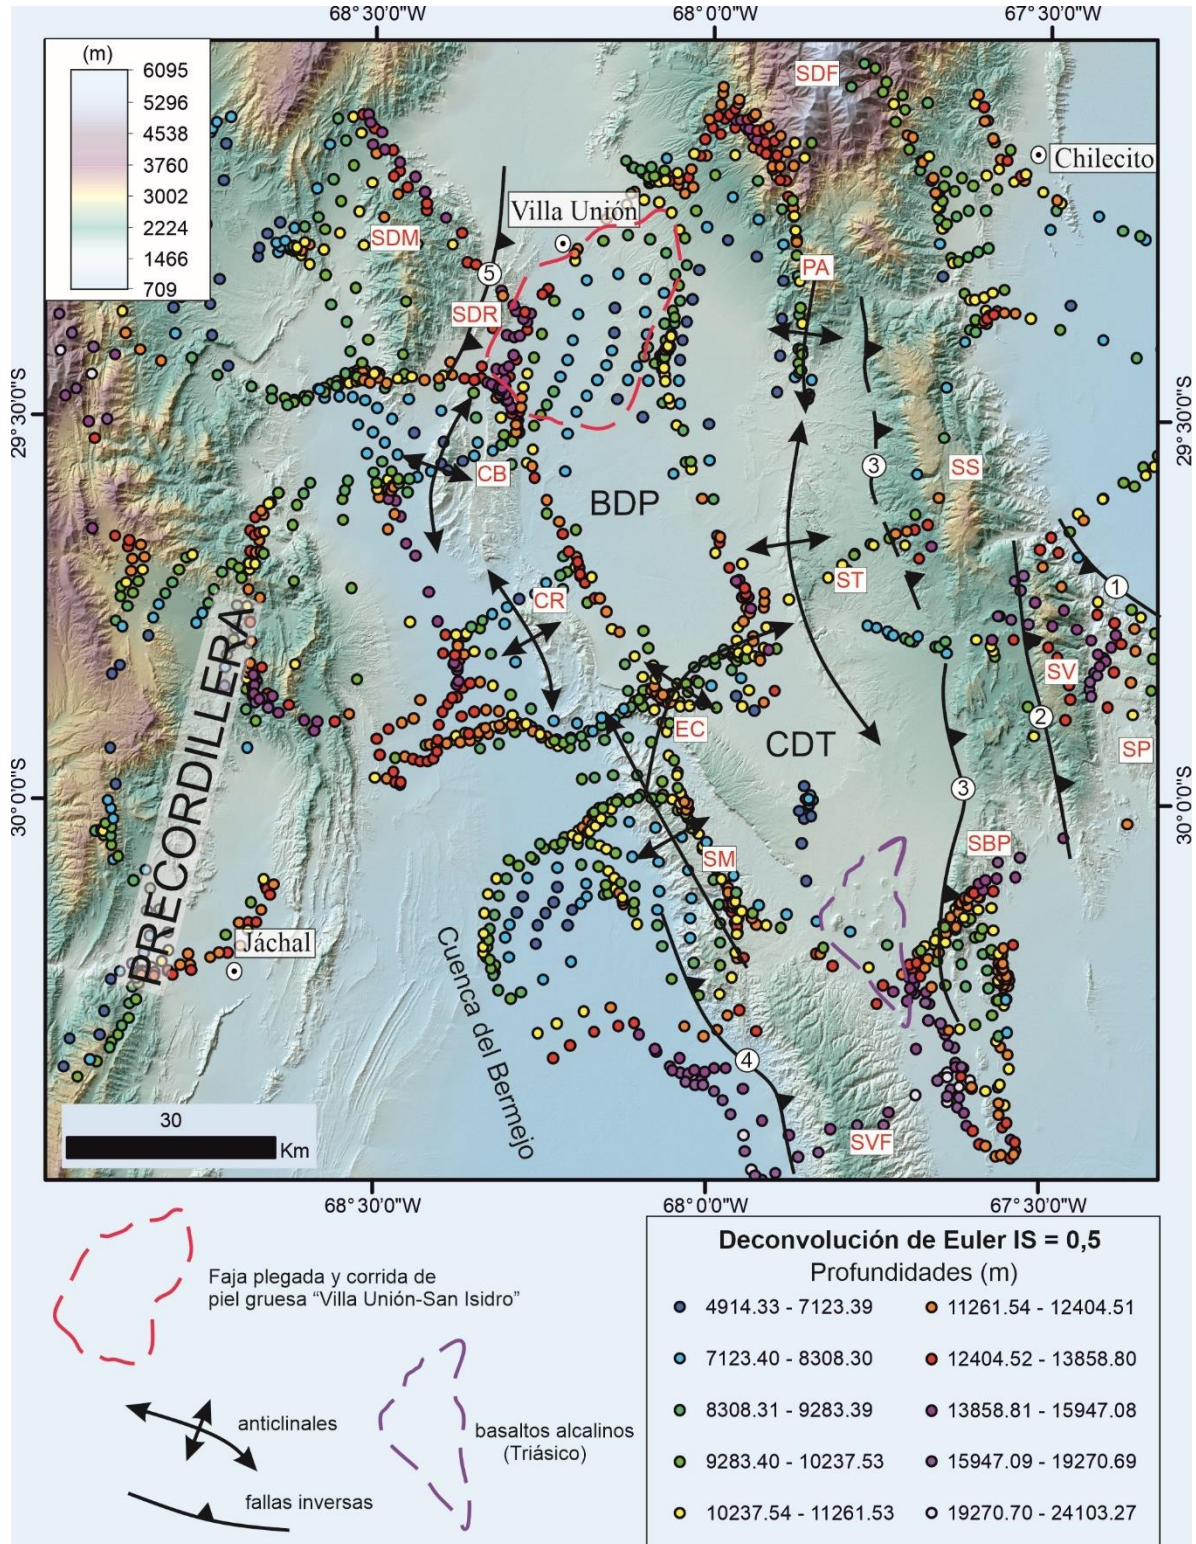 68°30'0"W
68°0'0"W
67°30'0"W
(m)
6095
5296
4538
3760
3002
2224
1466
709
SDF
Chilecito
Villa Unión
SDM
PA
5
SDR
29°30'0"S
29°30'0"S
3
SS
CB
BDP
ST
CR
1
PRECORDILLERA
SV
2
EC
CDT
SP
3
30°0'0"S
30°0'0"S
SM
SBP
Jáchal
Cuenca del Bermejo
4
30
Km
SVF
68°30'0"W
68°0'0"W
67°30'0"W
Faja plegada y corrida de
piel gruesa “Villa Unión-San Isidro”
anticlinales
fallas inversas
basaltos alcalinos
(Triásico)
Deconvolución de Euler IS = 0,5
Profundidades (m)
4914.33 - 7123.39
11261.54 - 12404.51
7123.40 - 8308.30
12404.52 - 13858.80
8308.31 - 9283.39
13858.81 - 15947.08
9283.40 - 10237.53
15947.09 - 19270.69
10237.54 - 11261.53
19270.70 - 24103.27